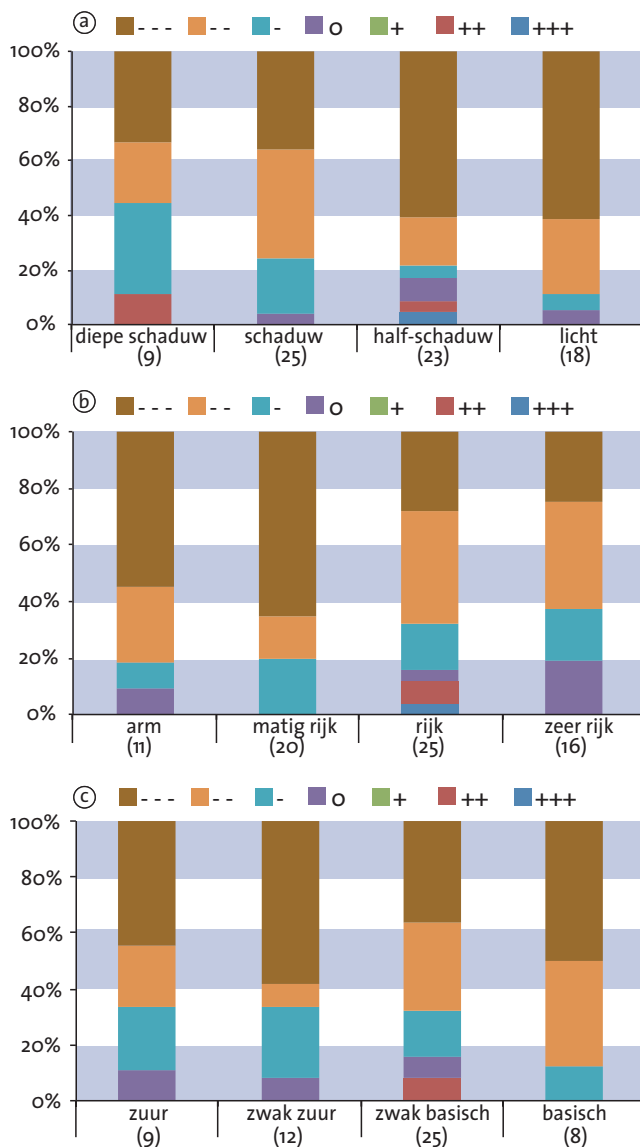 a - - - - - - o + ++ +++
100%
80%
60%
40%
20%
0%
diepe schaduw schaduw half-schaduw licht
(9) (25) (23) (18)
b - - - - - - o + ++ +++
100%
80%
60%
40%
20%
0%
arm matig rijk rijk zeer rijk
(11) (20) (25) (16)
c - - - - - - o + ++ +++
100%
80%
60%
40%
20%
0%
zuur zwak zuur zwak basisch basisch
(9) (12) (25) (8)